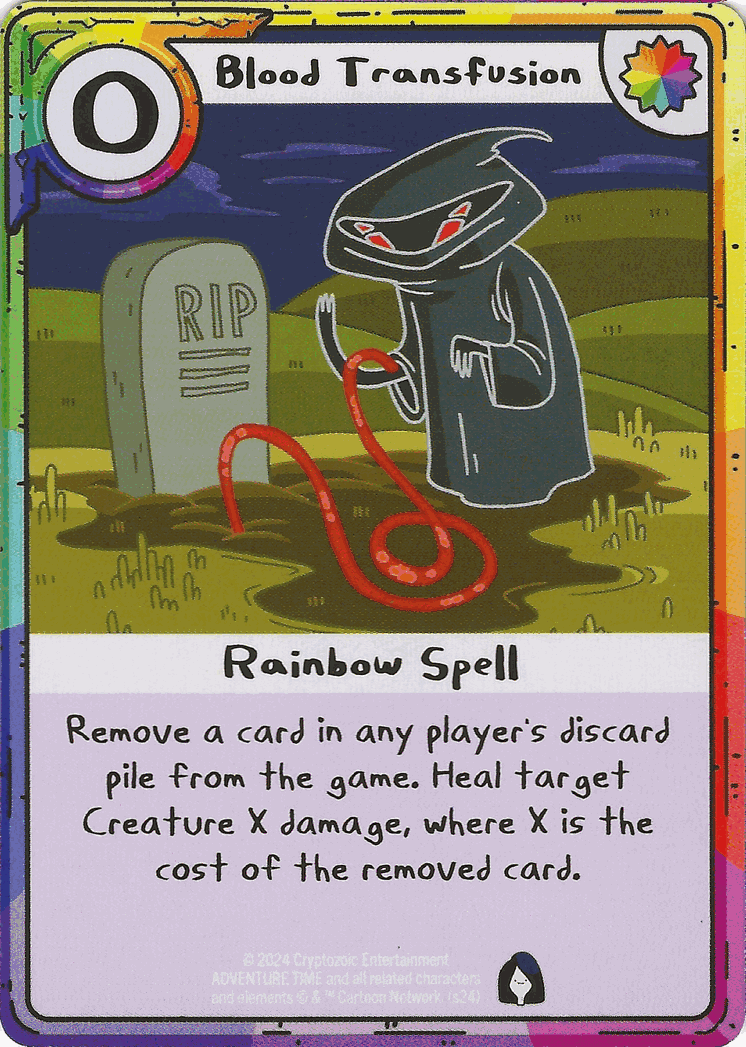 0
Blood Transfusion
RIP
Rainbow Spell
Remove a card in any player's discard
pile from the game. Heal target
Creature X damage, where X is the
cost of the removed card.
© 2024 Cryptozoic Entertainment
ADVENTURE TIME and all related characters
and elements © & ™ Cartoon Network (s24)